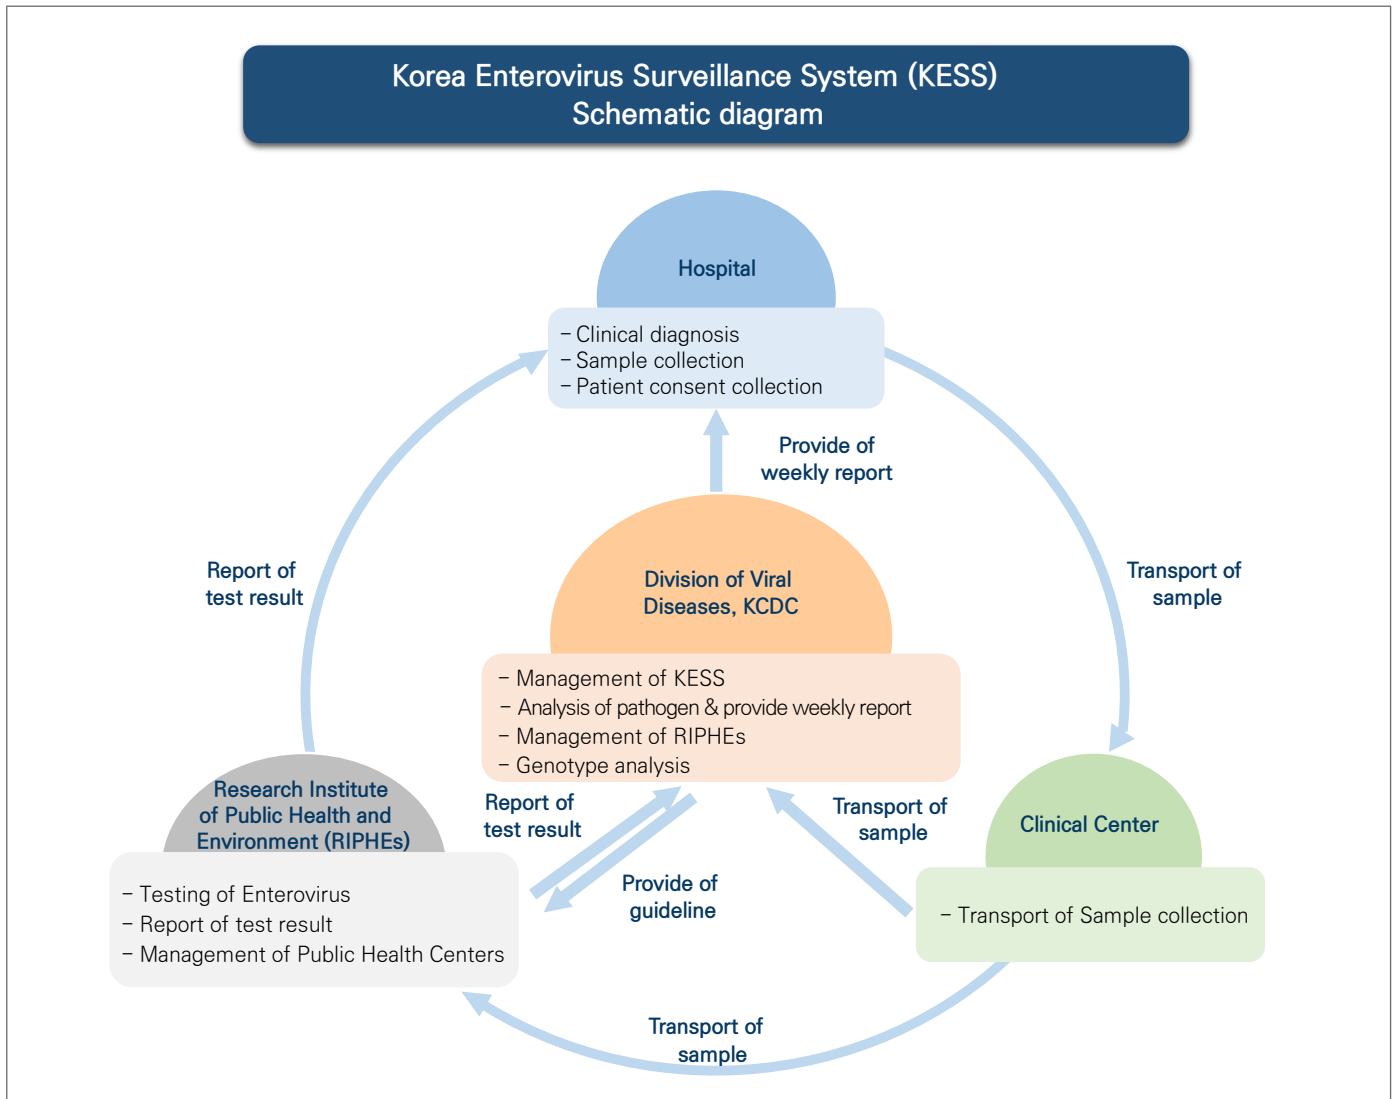 Korea Enterovirus Surveillance System (KESS)
Schematic diagram
Hospital
– Clinical diagnosis
– Sample collection
– Patient consent collection
Provide of
weekly report
Report of
test result
Transport of
sample
Division of Viral
Diseases, KCDC
– Management of KESS
– Analysis of pathogen & provide weekly report
– Management of RIPHEs
– Genotype analysis
Research Institute
of Public Health and
Environment (RIPHEs)
– Testing of Enterovirus
– Report of test result
– Management of Public Health Centers
Report of
test result
Provide of
guideline
Transport of
sample
Clinical Center
– Transport of Sample collection
Transport of
sample